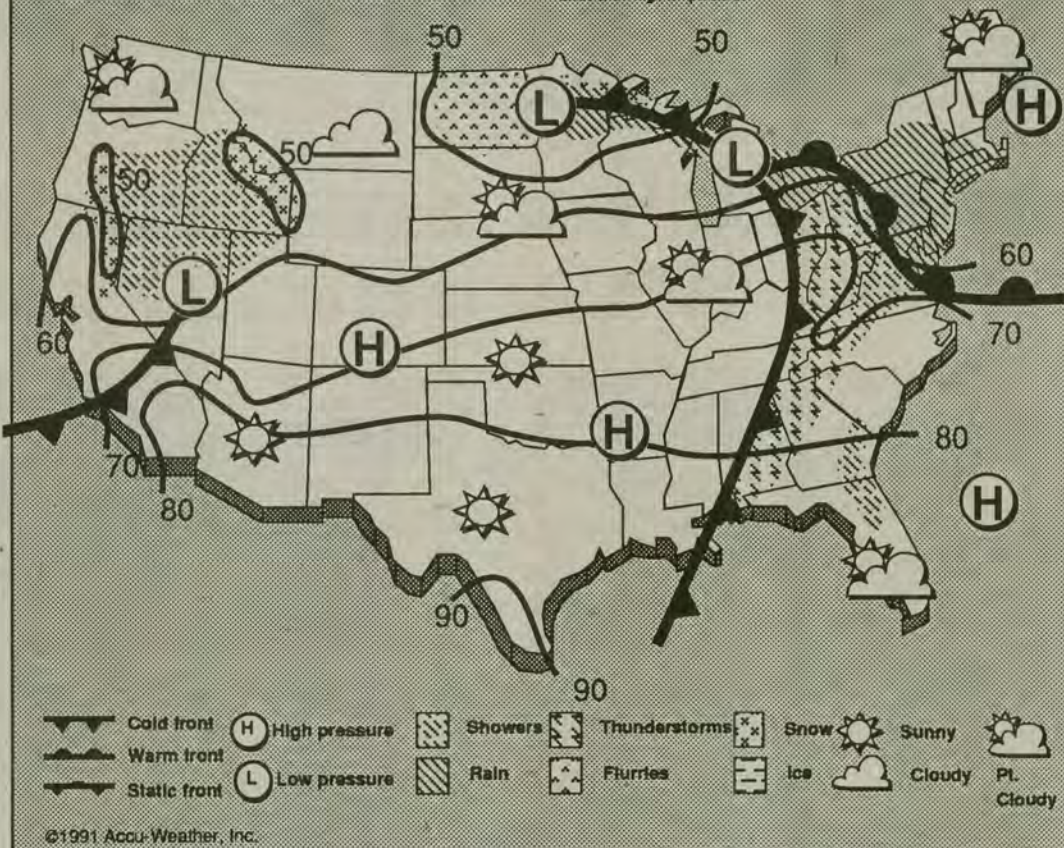 50
50
H
L
L
50
50
60
L
60
70
H
H
80
70
80
H
90
90
Cold front
H High pressure
Showers
Thunderstorms
Snow
Sunny
Warm front
Static front
L Low pressure
Rain
Flurries
Ice
Cloudy
Pt.
Cloudy
©1991 Accu-Weather, Inc.